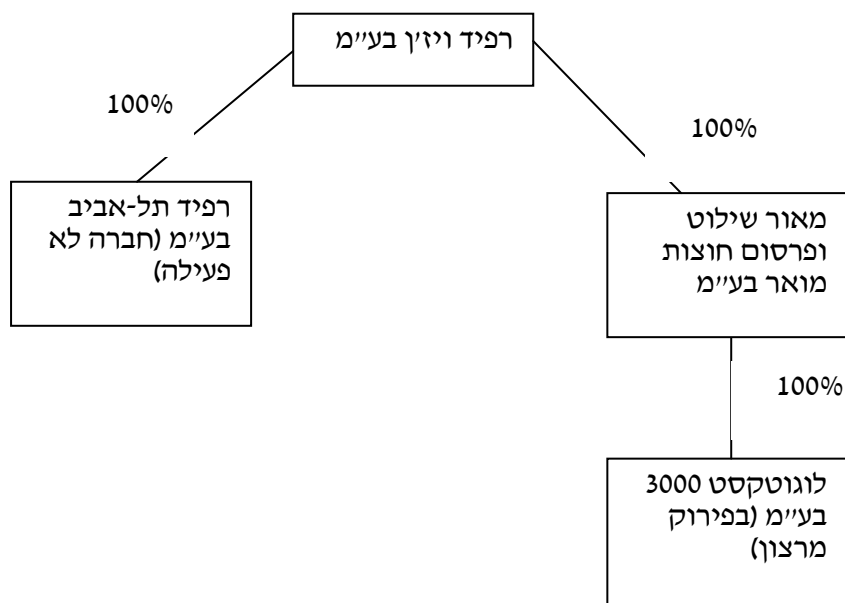 רפיד ויז'ן בע"מ
100%
100%
רפיד תל-אביב
בע"מ (חברה לא
פעילה)
מאור שילוט
ופרסום חוצות
מואר בע"מ
100%
לוגוטקסט 3000
בע"מ (בפירוק
מרצון)